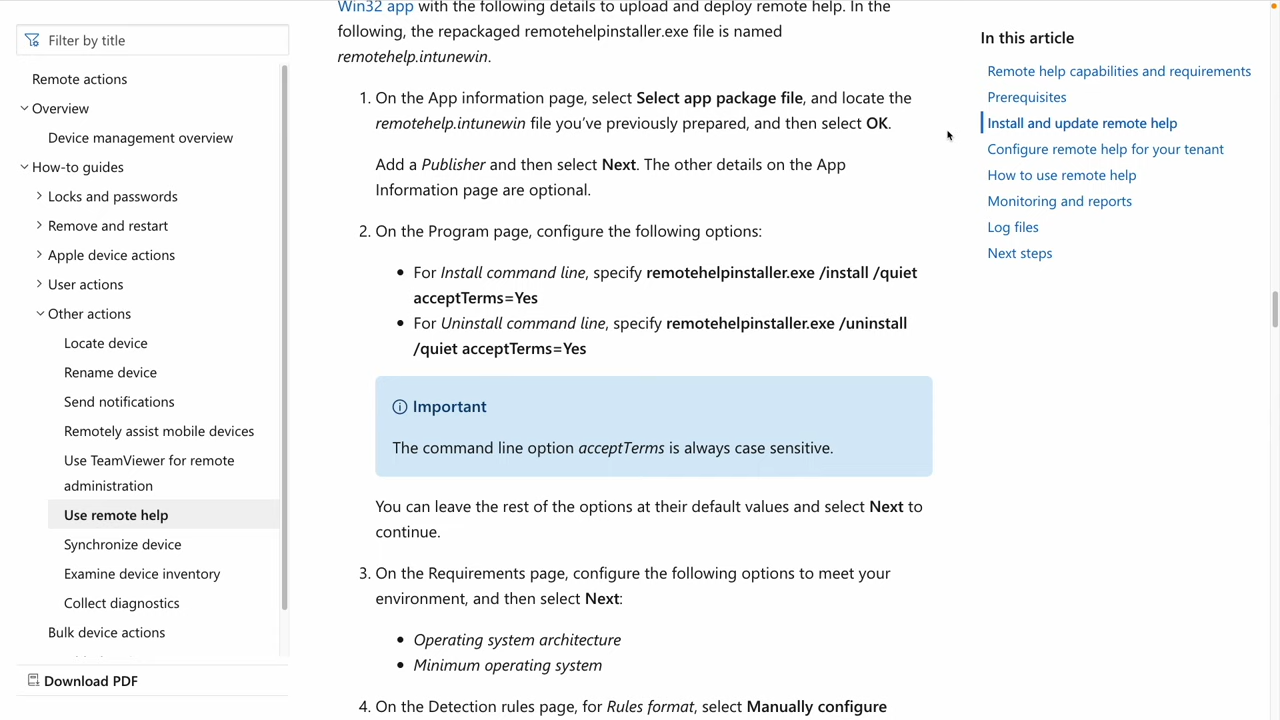 Filter by title
Remote actions
Overview
Device management overview
How-to guides
Locks and passwords
Remove and restart
Apple device actions
User actions
Other actions
Locate device
Rename device
Send notifications
Remotely assist mobile devices
Use TeamViewer for remote
administration
Use remote help
Synchronize device
Examine device inventory
Collect diagnostics
Bulk device actions
Download PDF
Win32 app with the following details to upload and deploy remote help. In the
following, the repackaged remotehelpinstaller.exe file is named
remotehelp.intunewin.
1. On the App information page, select Select app package file, and locate the
remotehelp.intunewin file you've previously prepared, and then select OK.
Add a Publisher and then select Next. The other details on the App
Information page are optional.
2. On the Program page, configure the following options:
• For Install command line, specify remotehelpinstaller.exe /install /quiet
acceptTerms=Yes
• For Uninstall command line, specify remotehelpinstaller.exe /uninstall
/quiet acceptTerms=Yes
Important
The command line option acceptTerms is always case sensitive.
You can leave the rest of the options at their default values and select Next to
continue.
3. On the Requirements page, configure the following options to meet your
environment, and then select Next:
• Operating system architecture
• Minimum operating system
4. On the Detection rules page, for Rules format, select Manually configure
In this article
Remote help capabilities and requirements
Prerequisites
Install and update remote help
Configure remote help for your tenant
How to use remote help
Monitoring and reports
Log files
Next steps